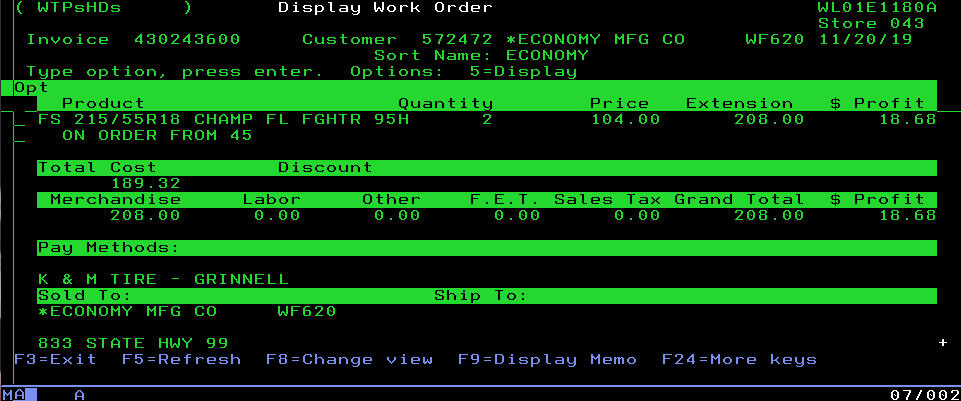 ( WTPsHDs ) Display Work Order WL01E1180A
Store 043
Invoice 430243600 Customer 572472 *ECONOMY MFG CO WF620 11/20/19
Sort Name: ECONOMY
Type option, press enter. Options: 5=Display
Opt
Product Quantity Price Extension $ Profit
_ FS 215/55R18 CHAMP FL FGHTR 95H 2 104.00 208.00 18.68
_ ON ORDER FROM 45
Total Cost Discount
189.32
Merchandise Labor Other F.E.T. Sales Tax Grand Total $ Profit
208.00 0.00 0.00 0.00 0.00 208.00 18.68
Pay Methods:
K & M TIRE - GRINNELL
Sold To: Ship To:
*ECONOMY MFG CO WF620
833 STATE HWY 99 +
F3=Exit F5=Refresh F8=Change view F9=Display Memo F24=More keys
MA A 07/002